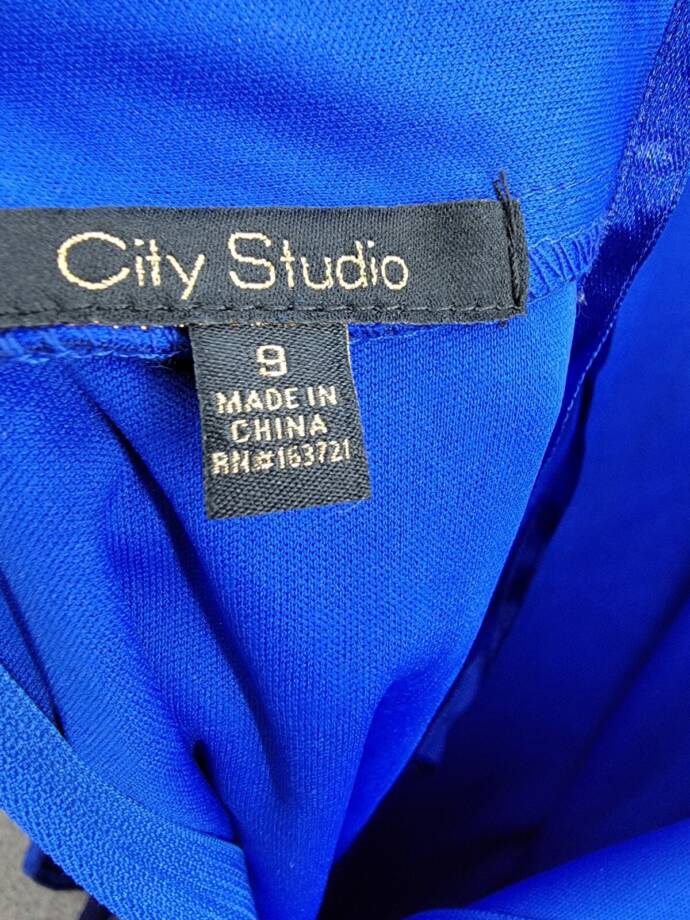 City Studio
9
MADE IN
CHINA
RN#163721